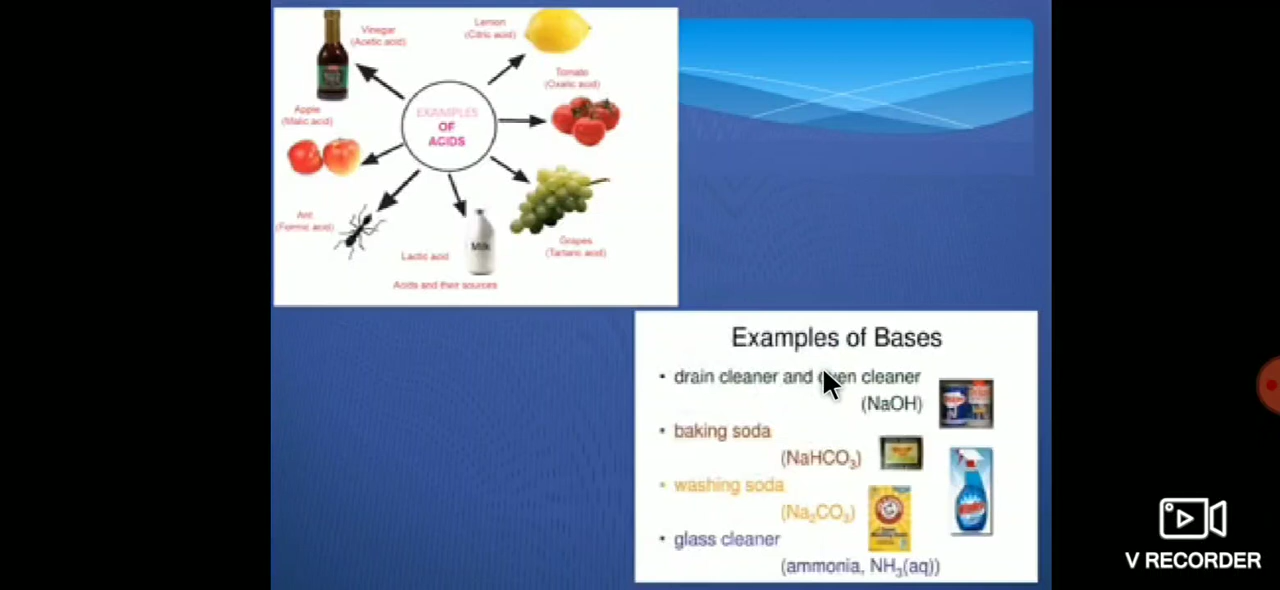 Vinegar
(Acetic acid)
Lemon
(Citric acid)
Tomato
(Oxalic acid)
Apple
(Malic acid)
EXAMPLES
OF
ACIDS
Ant
(Formic acid)
Lactic acid
Milk
Grapes
(Tartaric acid)
Acids and their sources
Examples of Bases
• drain cleaner and oven cleaner
(NaOH)
• baking soda
(NaHCO₃)
• washing soda
(Na₂CO₃)
• glass cleaner
(ammonia, NH₃(aq))
V RECORDER